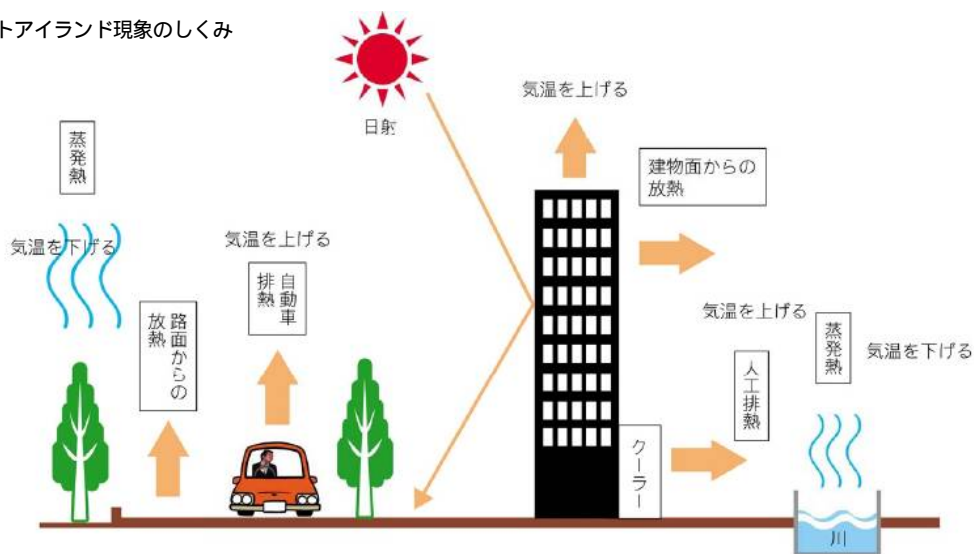 トアイランド現象のしくみ
日射
気温を上げる
蒸発熱
建物面からの
放熱
気温を下げる
気温を上げる
自動車
排熱
路面からの
放熱
気温を上げる
蒸発熱
気温を下げる
人工排熱
クーラー
川